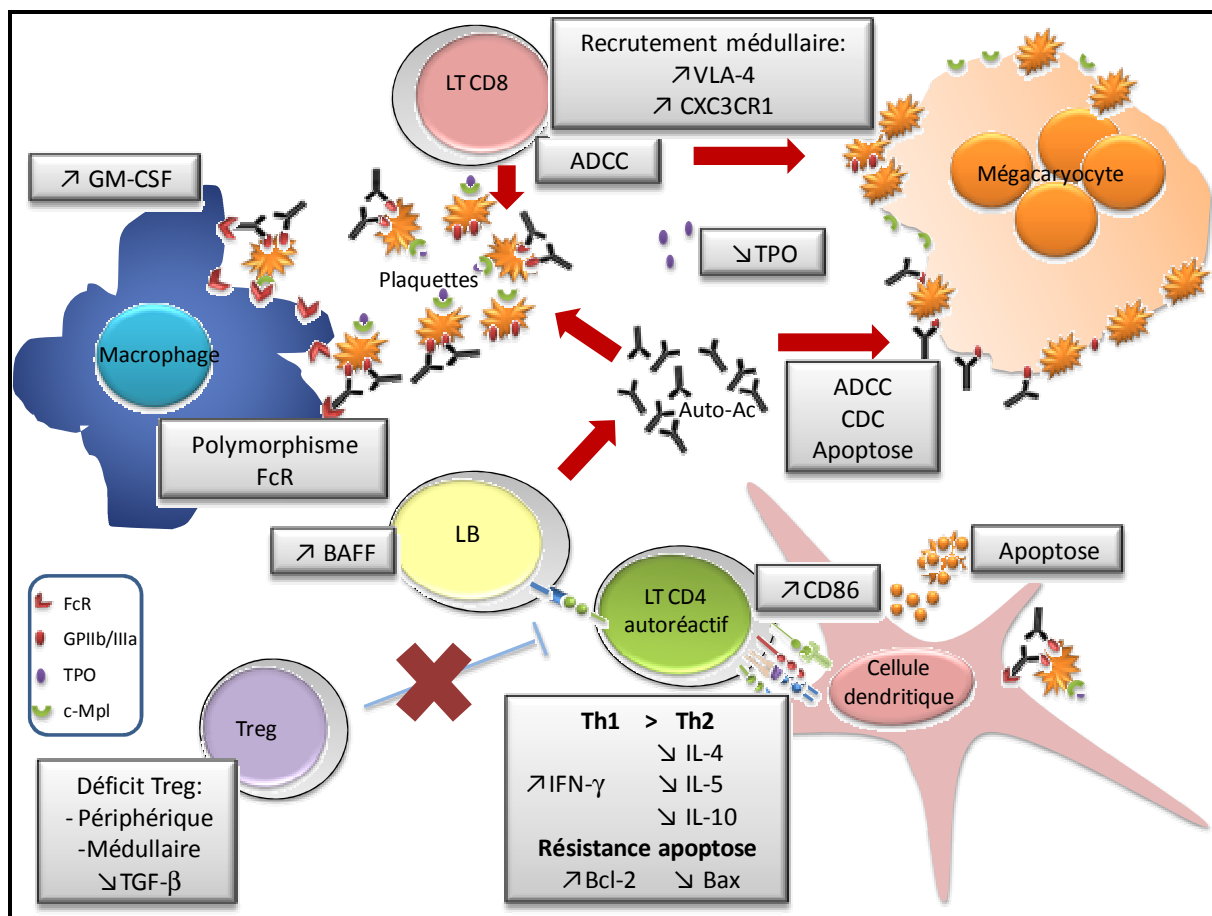 Recrutement médullaire:
↗VLA-4
↗ CXC3CR1
LT CD8
ADCC
↗ GM-CSF
Mégacaryocyte
↘TPO
Plaquettes
Macrophage
Auto-Ac
ADCC
CDC
Apoptose
Polymorphisme
FcR
LB
↗ BAFF
Apoptose
↗CD86
LT CD4
autoréactif
FcR
GPIIb/IIIa
TPO
c-Mpl
Cellule
dendritique
Treg
Th1 > Th2
↘ IL-4
↗IFN-γ ↘ IL-5
↘ IL-10
Résistance apoptose
↗Bcl-2 ↘ Bax
Déficit Treg:
- Périphérique
-Médullaire
↘TGF-β